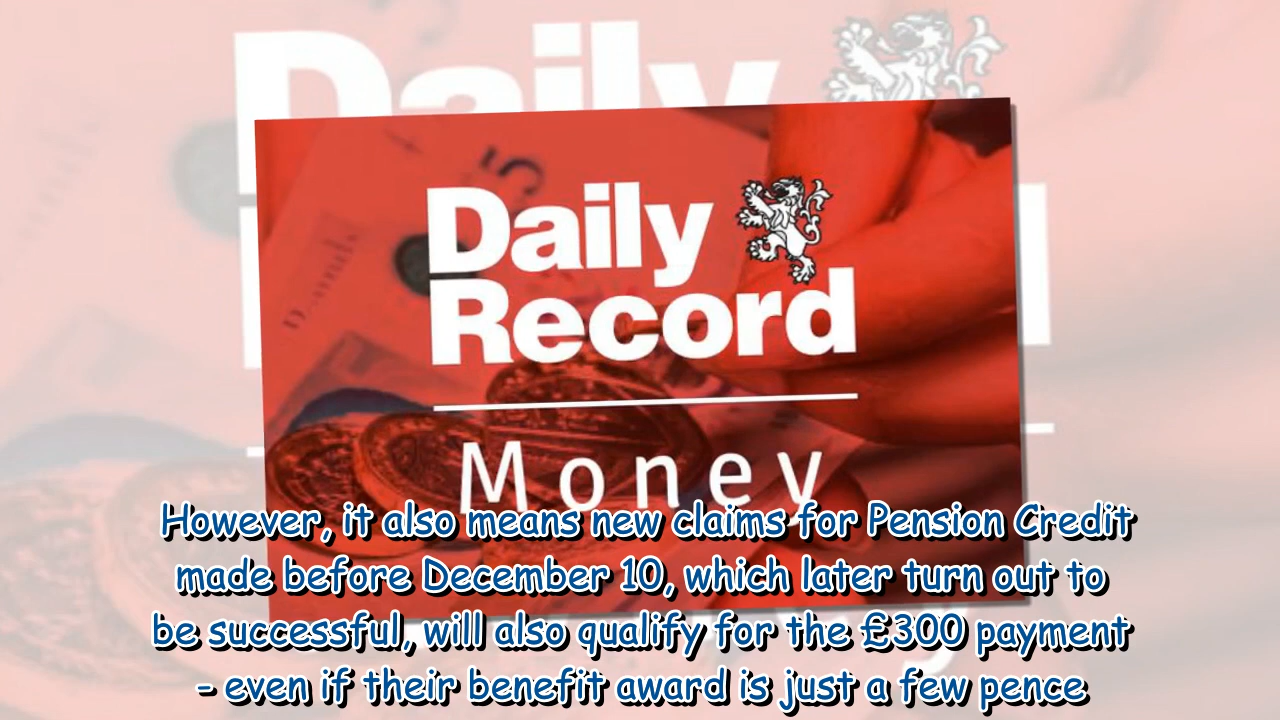 Daily
Record
Money
However, it also means new claims for Pension Credit
made before December 10, which later turn out to
be successful, will also qualify for the £300 payment
- even if their benefit award is just a few pence